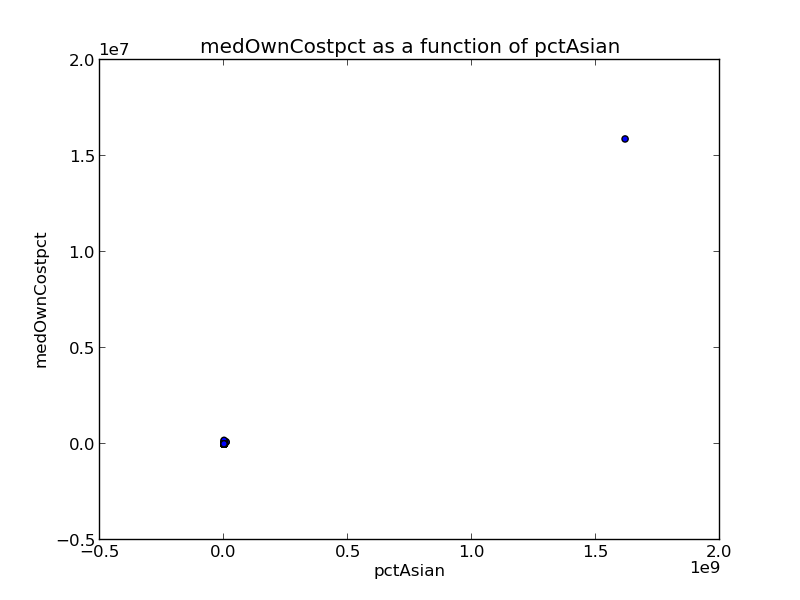 medOwnCostpct as a function of pctAsian
1e7
2.0
1.5
1.0
0.5
0.0
−0.5
medOwnCostpct
−0.5 0.0 0.5 1.0 1.5 2.0
1e9
pctAsian